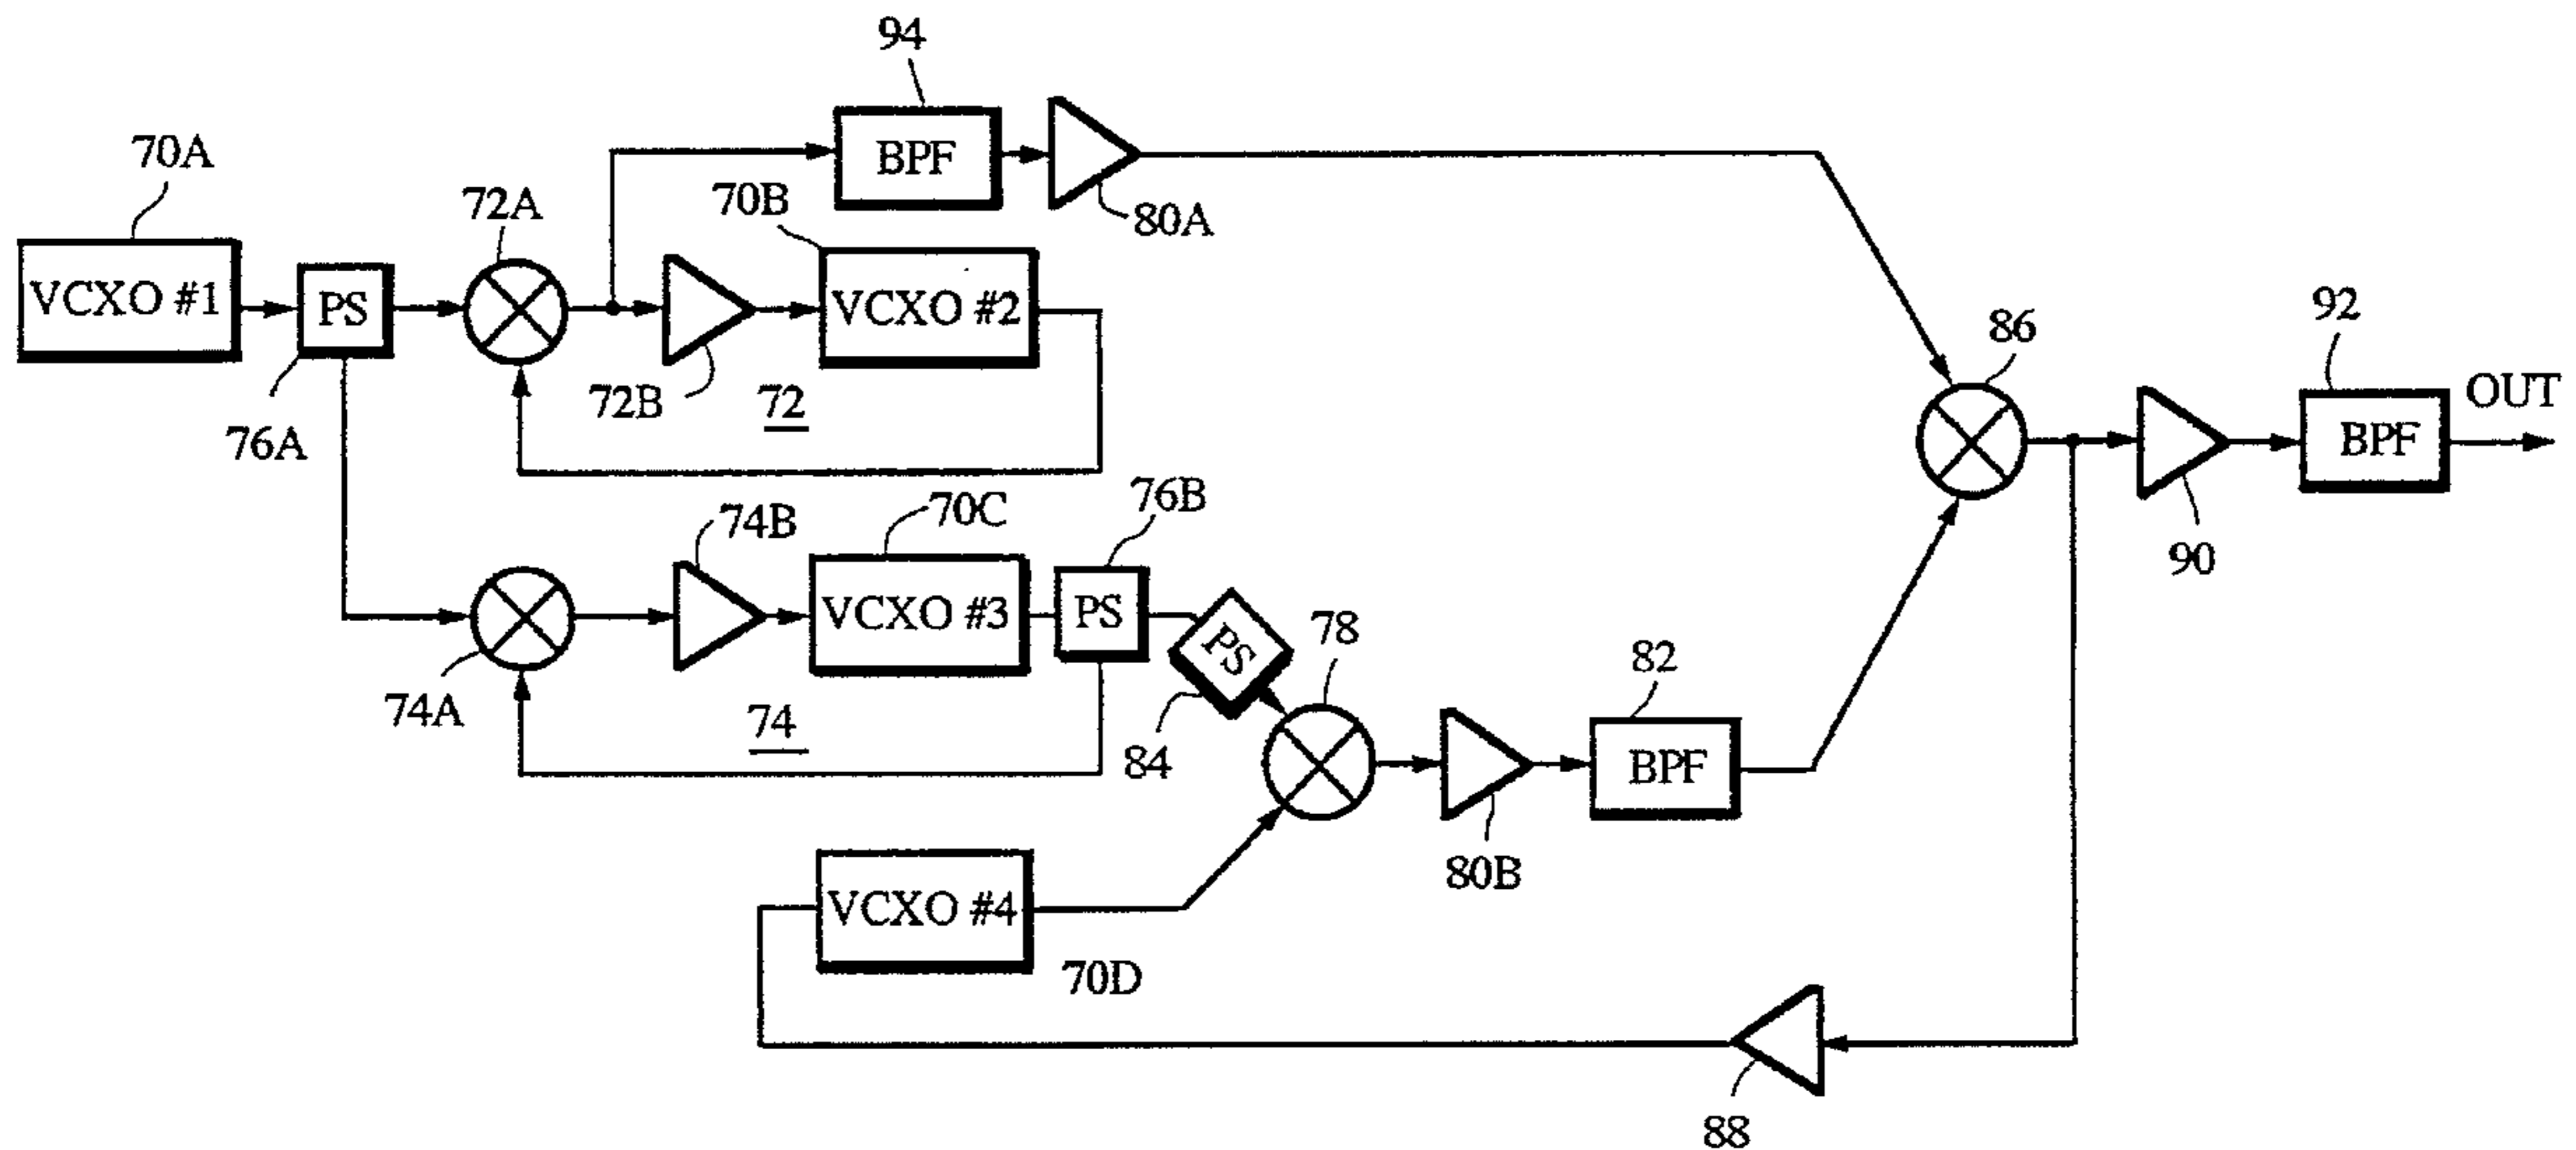 94
70A
BPF
72A
70B
80A
VCXO #1
PS
VCXO #2
92
86
OUT
72B
72
76A
BPF
74B
70C
76B
90
VCXO #3
PS
PS
78
82
74A
74
84
BPF
80B
VCXO #4
70D
88